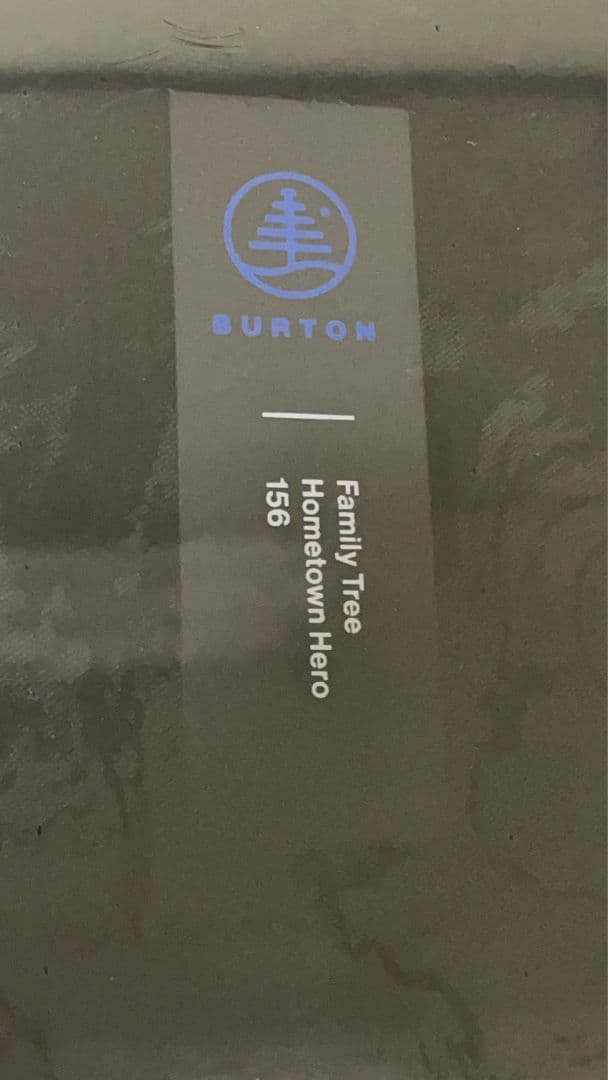 BURTON
Family Tree
Hometown Hero
156